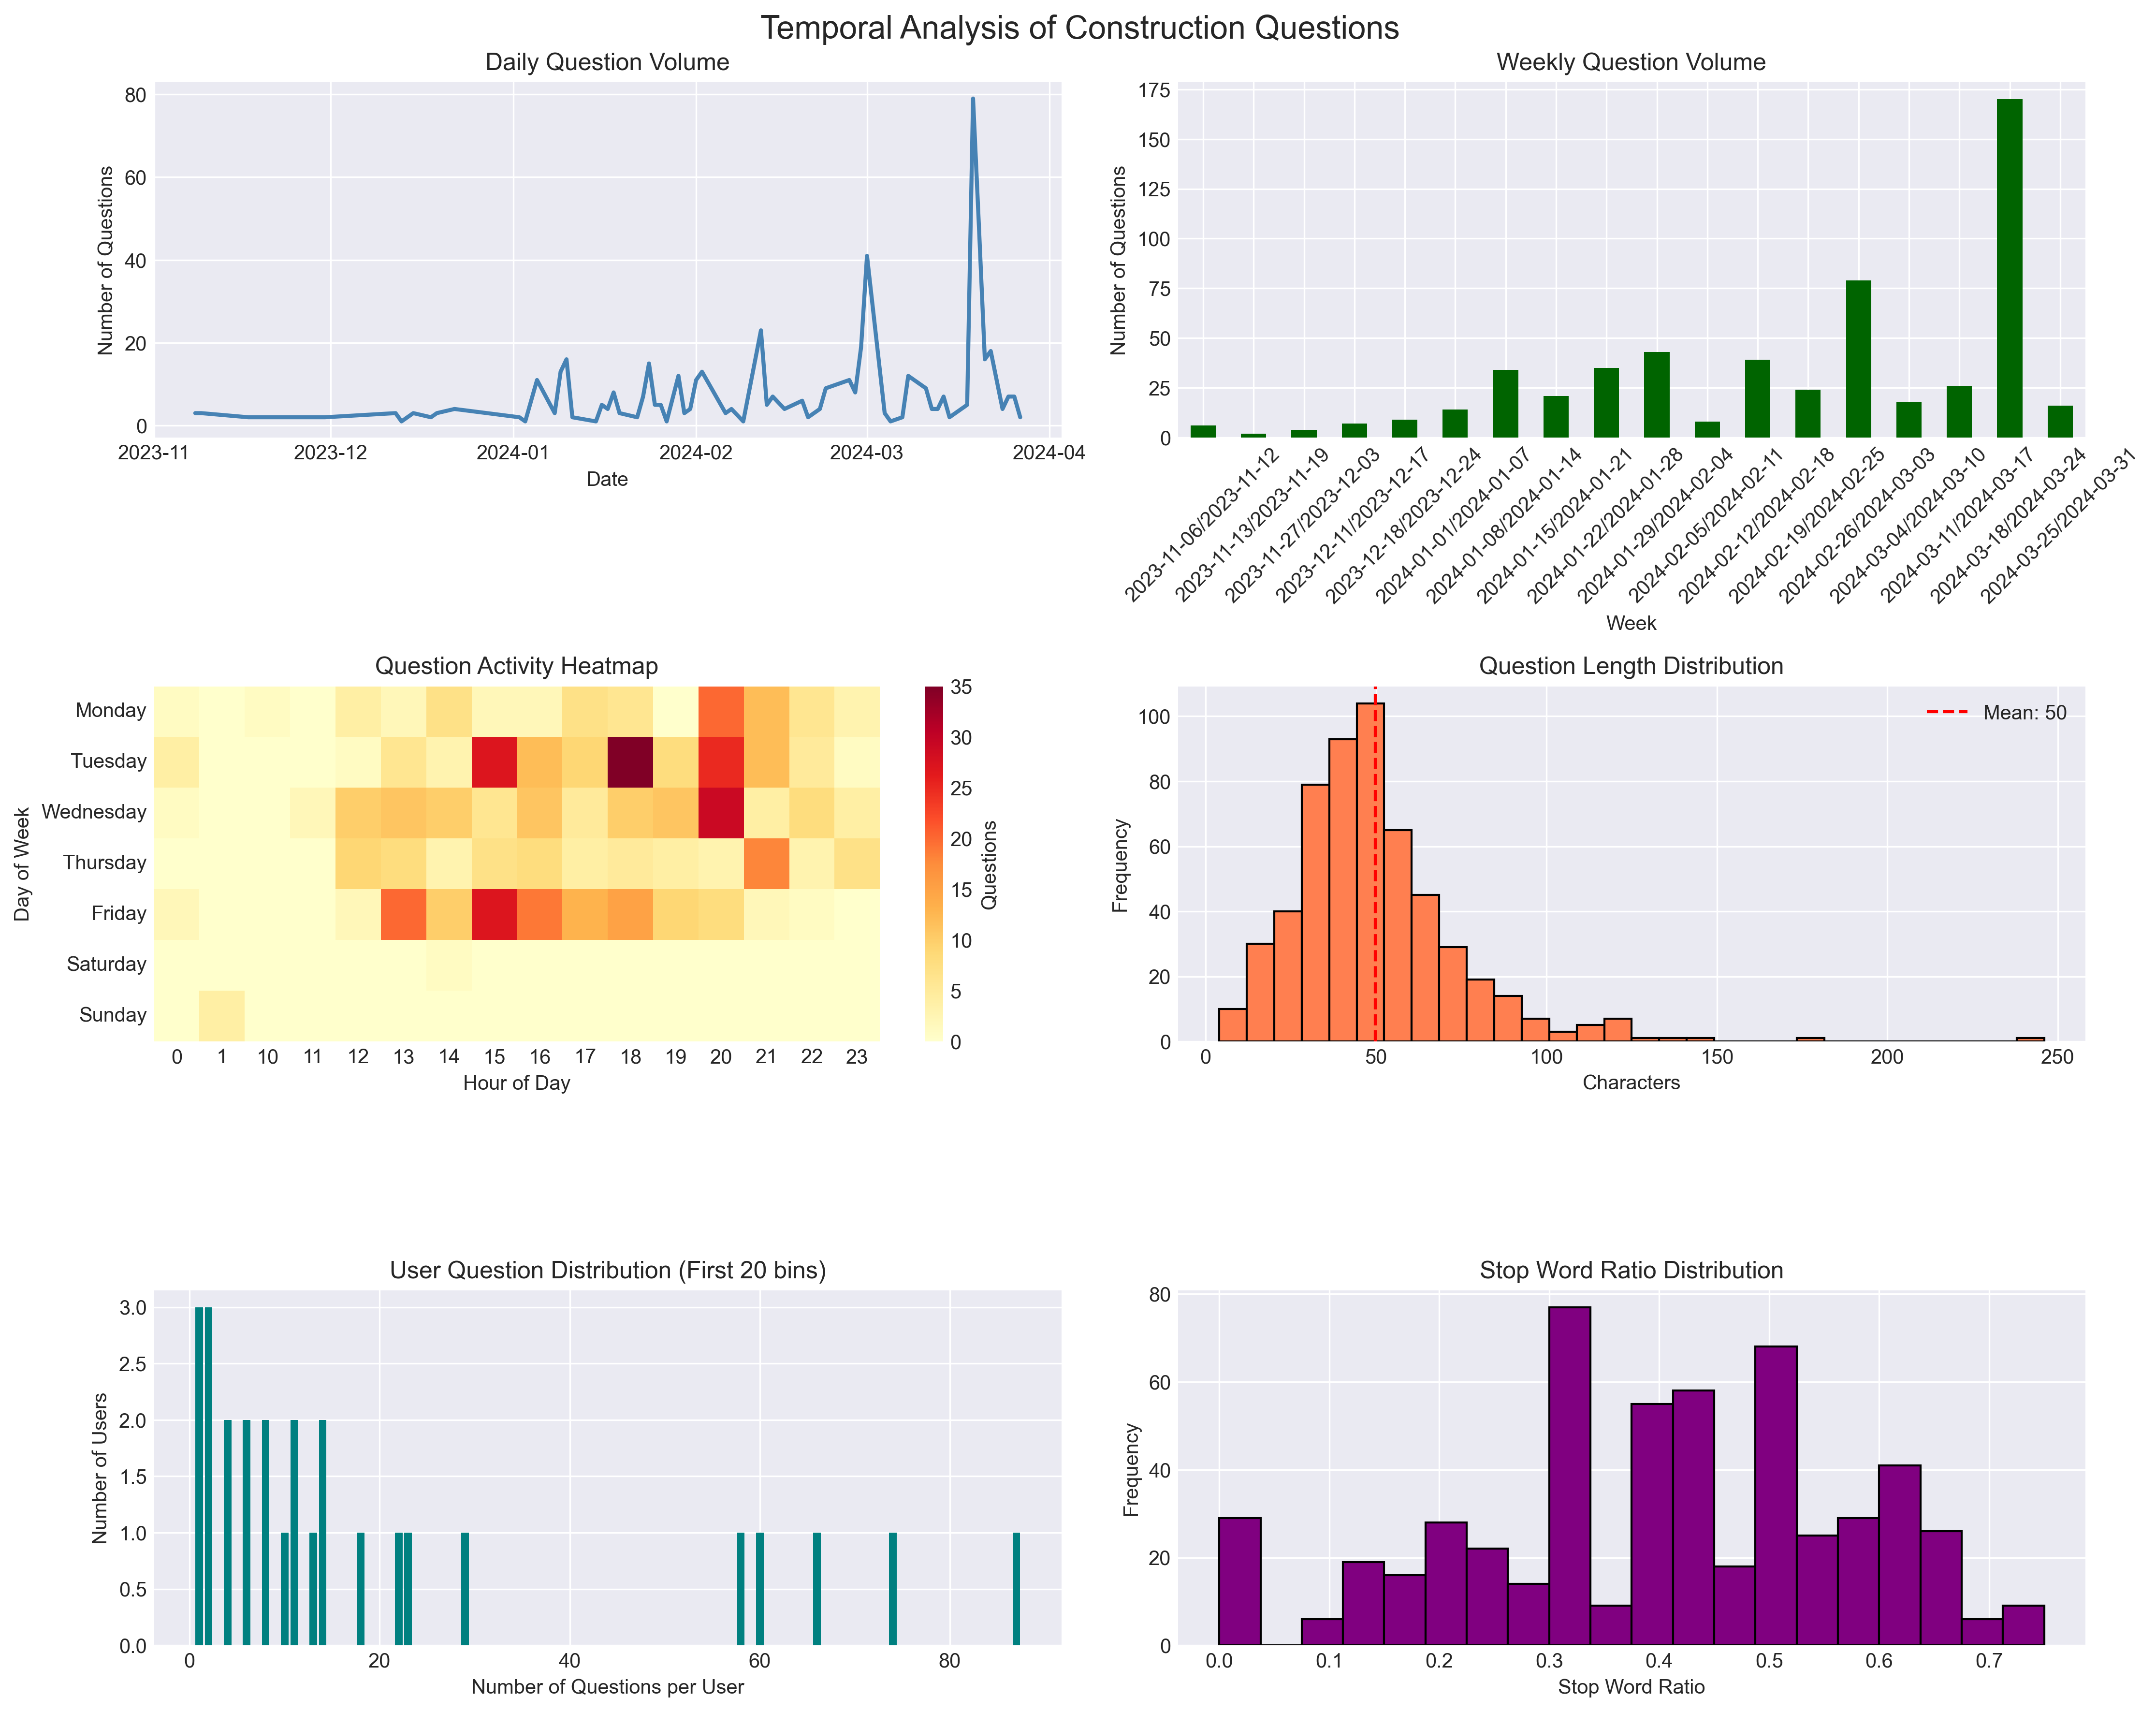 Temporal Analysis of Construction Questions
Daily Question Volume
Number of Questions
80
60
40
20
0
2023-11
2023-12
2024-01
2024-02
2024-03
2024-04
Date
Weekly Question Volume
Number of Questions
175
150
125
100
75
50
25
0
2023-11-06/2023-11-12
2023-11-13/2023-11-19
2023-11-27/2023-12-03
2023-12-11/2023-12-17
2023-12-18/2023-12-24
2024-01-01/2024-01-07
2024-01-08/2024-01-14
2024-01-15/2024-01-21
2024-01-22/2024-01-28
2024-01-29/2024-02-04
2024-02-05/2024-02-11
2024-02-12/2024-02-18
2024-02-19/2024-02-25
2024-02-26/2024-03-03
2024-03-04/2024-03-10
2024-03-11/2024-03-17
2024-03-18/2024-03-24
2024-03-25/2024-03-31
Week
Question Activity Heatmap
Day of Week
Monday
Tuesday
Wednesday
Thursday
Friday
Saturday
Sunday
0 1 10 11 12 13 14 15 16 17 18 19 20 21 22 23
Hour of Day
35
30
25
20
15
10
5
0
Questions
Question Length Distribution
Mean: 50
Frequency
100
80
60
40
20
0
0 50 100 150 200 250
Characters
User Question Distribution (First 20 bins)
Number of Users
3.0
2.5
2.0
1.5
1.0
0.5
0.0
0 20 40 60 80
Number of Questions per User
Stop Word Ratio Distribution
Frequency
80
60
40
20
0
0.0 0.1 0.2 0.3 0.4 0.5 0.6 0.7
Stop Word Ratio